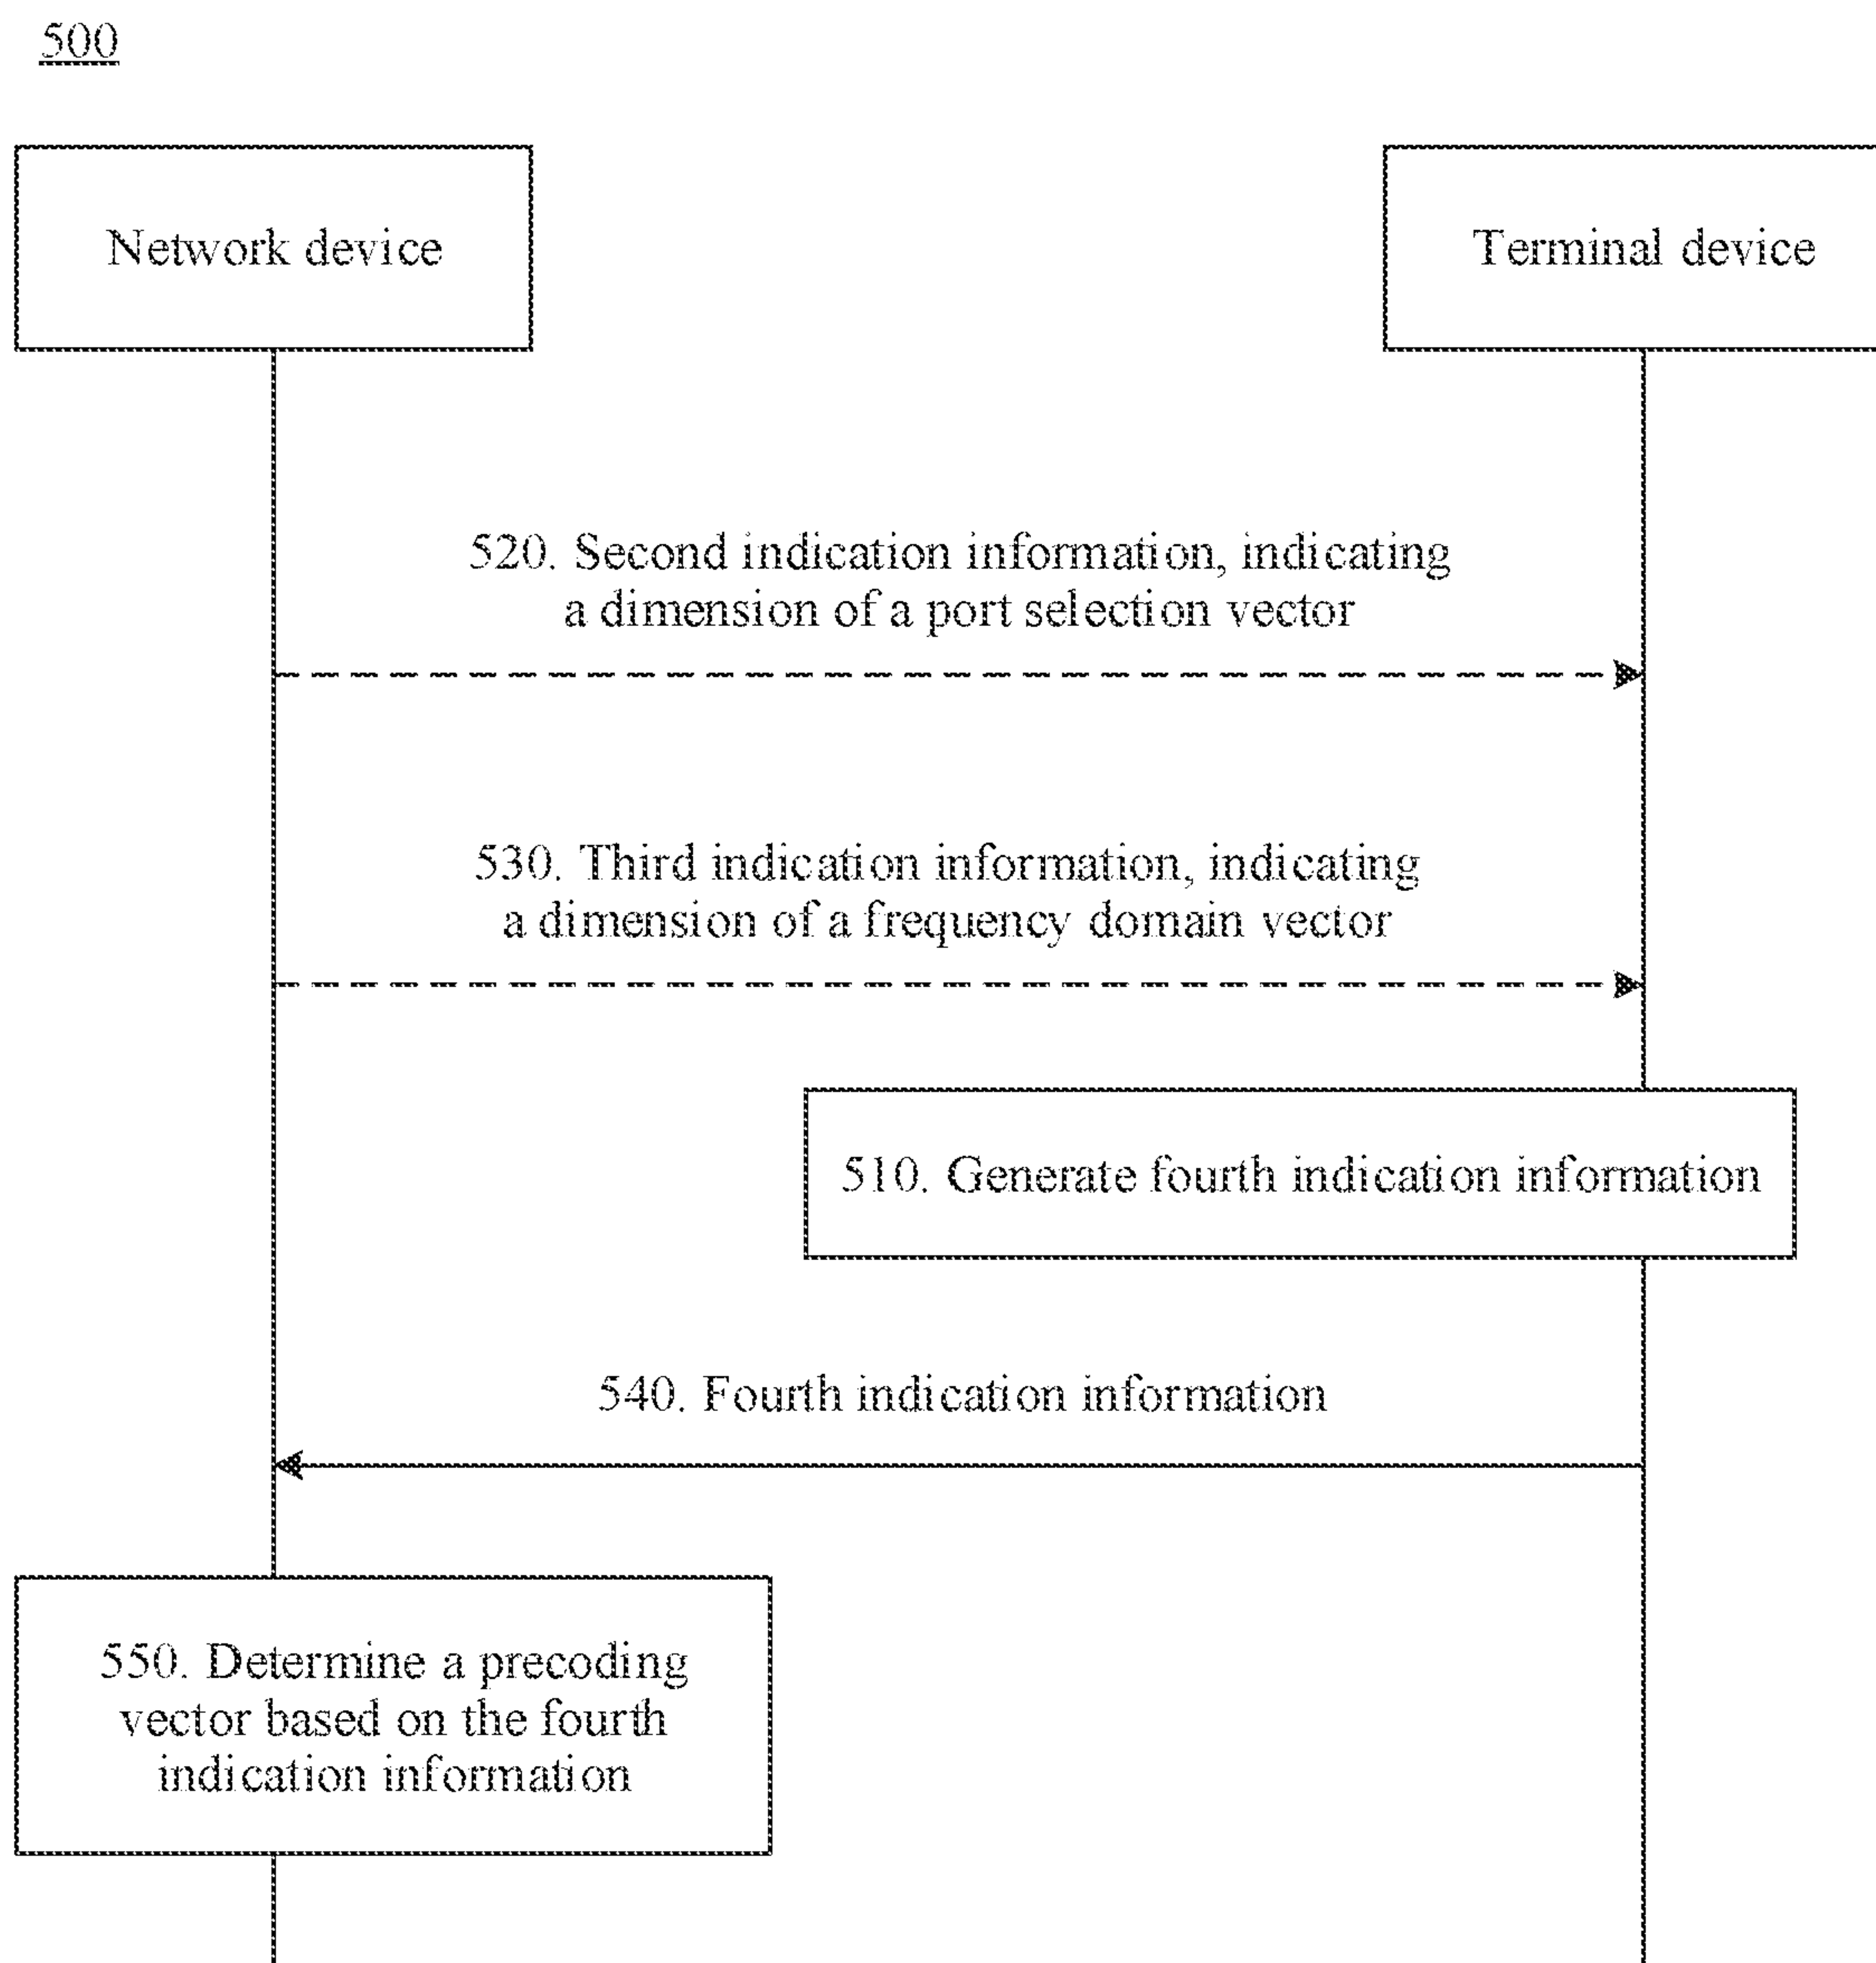 500
Network device
Terminal device
520. Second indication information, indicating
a dimension of a port selection vector
530. Third indication information, indicating
a dimension of a frequency domain vector
510. Generate fourth indication information
540. Fourth indication information
550. Determine a precoding
vector based on the fourth
indication information